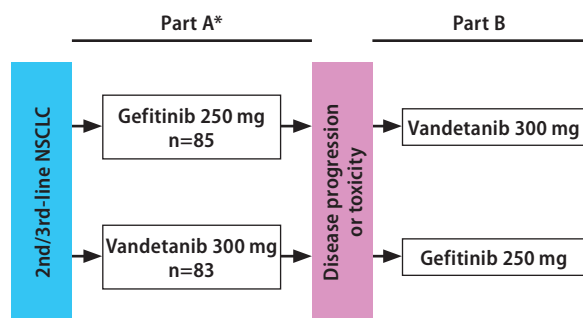 Part A*
Part B
2nd/3rd-line NSCLC
Gefitinib 250 mg
n=85
Vandetanib 300 mg
n=83
Disease progression
or toxicity
Vandetanib 300 mg
Gefitinib 250 mg